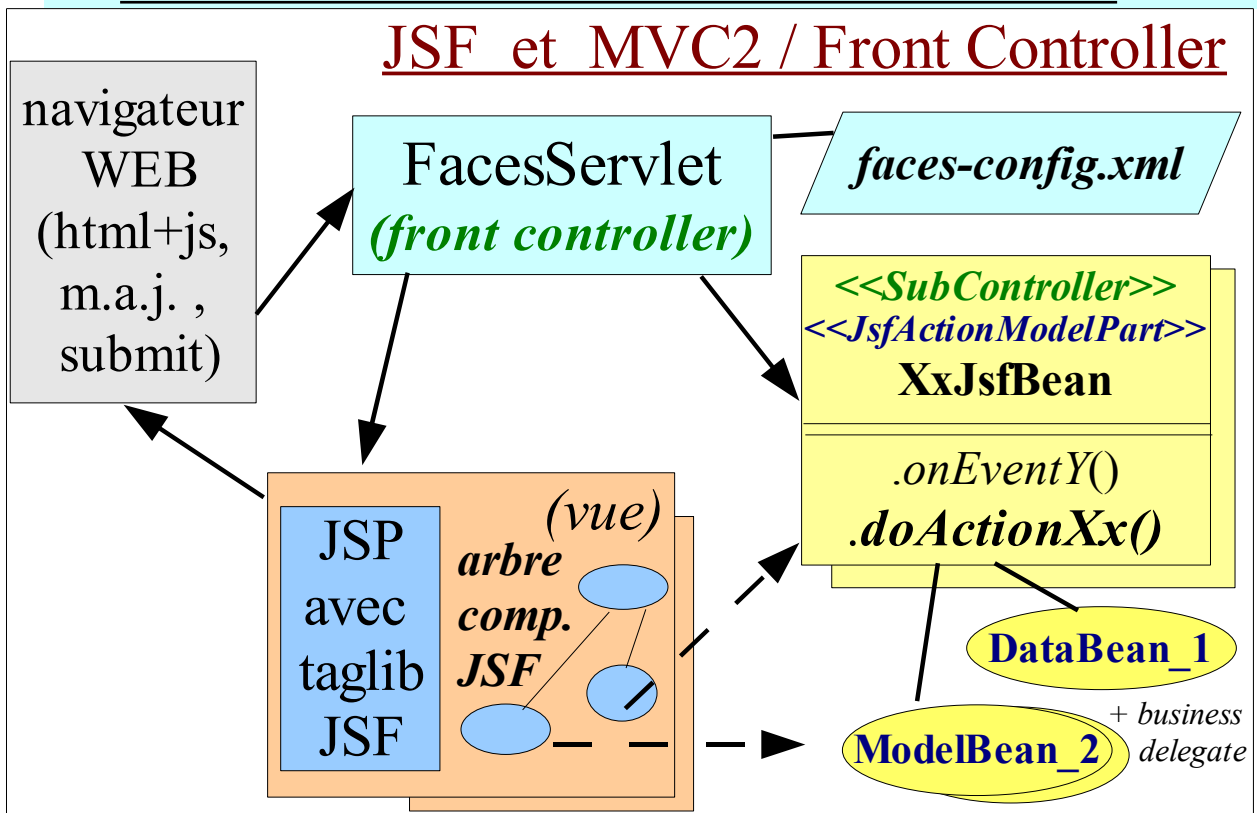 JSF et MVC2 / Front Controller
navigateur
WEB
(html+js,
m.a.j. ,
submit)
FacesServlet
(front controller)
faces-config.xml
<<SubController>>
<<JsfActionModelPart>>
XxJsfBean
.onEventY()
.doActionXx()
(vue)
JSP
avec
taglib
JSF
arbre
comp.
JSF
DataBean_1
ModelBean_2
+ business
delegate